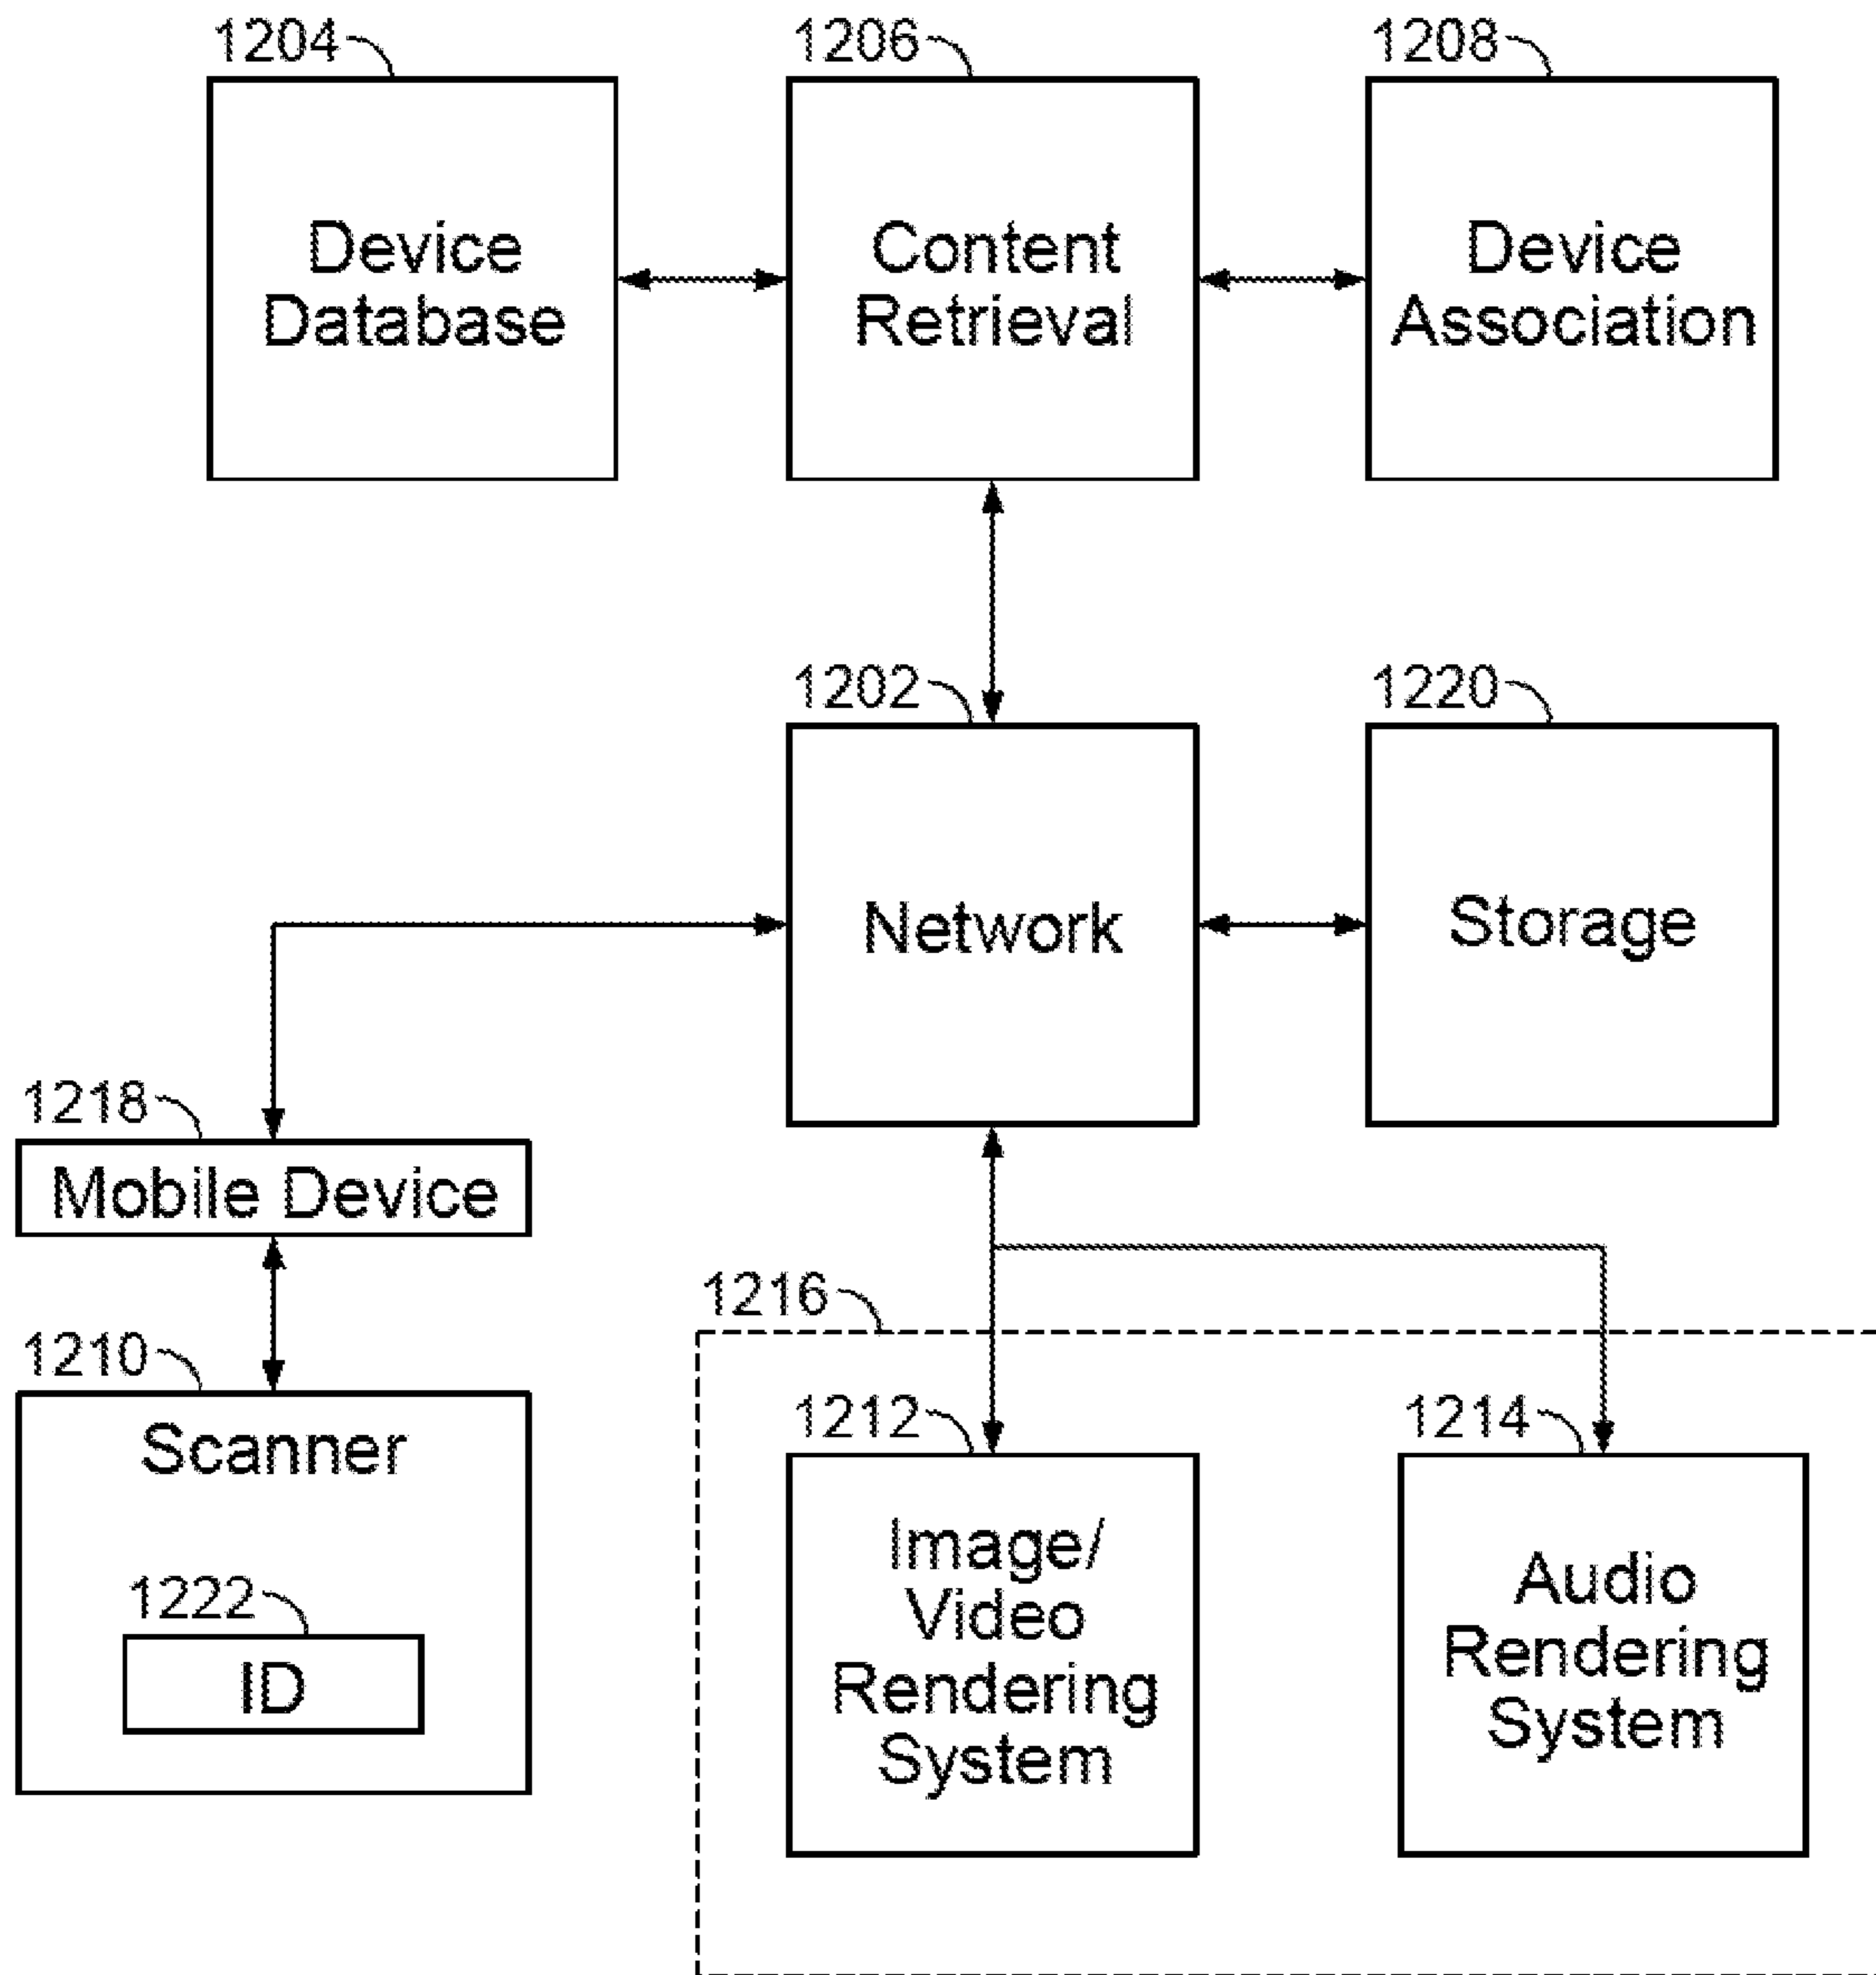 1204
1206
1208
Device
Database
Content
Retrieval
Device
Association
1202
1220
Network
Storage
1218
Mobile Device
1210
Scanner
1222
ID
1216
1212
1214
Image/
Video
Rendering
System
Audio
Rendering
System